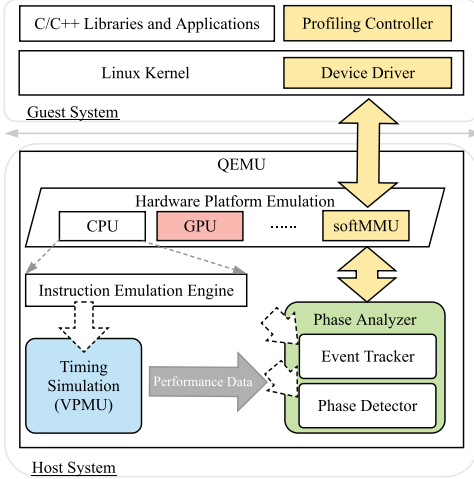 C/C++ Libraries and Applications
Profiling Controller
Linux Kernel
Device Driver
Guest System
QEMU
Hardware Platform Emulation
CPU
GPU
......
softMMU
Instruction Emulation Engine
Phase Analyzer
Timing
Simulation
(VPMU)
Performance Data
Event Tracker
Phase Detector
Host System